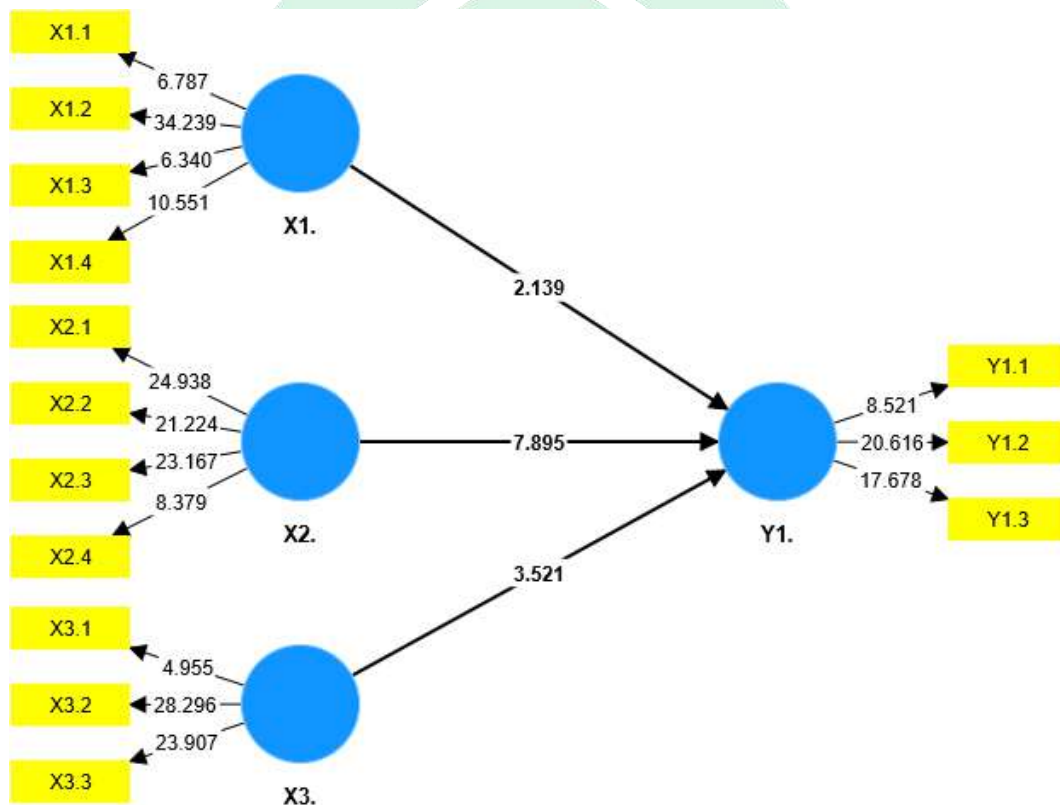 X1.1
6.787
X1.2
34.239
X1.3
6.340
10.551
X1.4
X1.
2.139
X2.1
24.938
X2.2
21.224
X2.3
23.167
8.379
X2.4
X2.
7.895
Y1.
8.521
Y1.1
20.616
Y1.2
17.678
Y1.3
3.521
X3.1
4.955
X3.2
28.296
23.907
X3.3
X3.